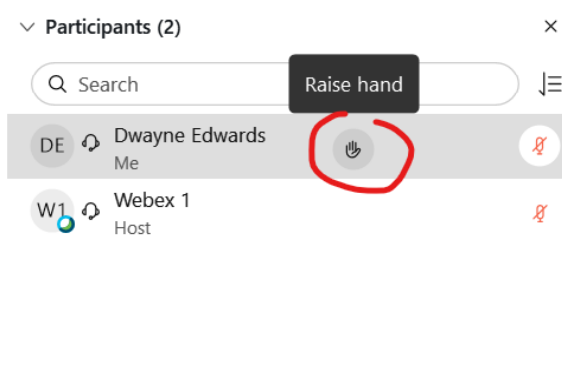 Participants (2)
Search
Raise hand
DE
Dwayne Edwards
Me
W1
Webex 1
Host